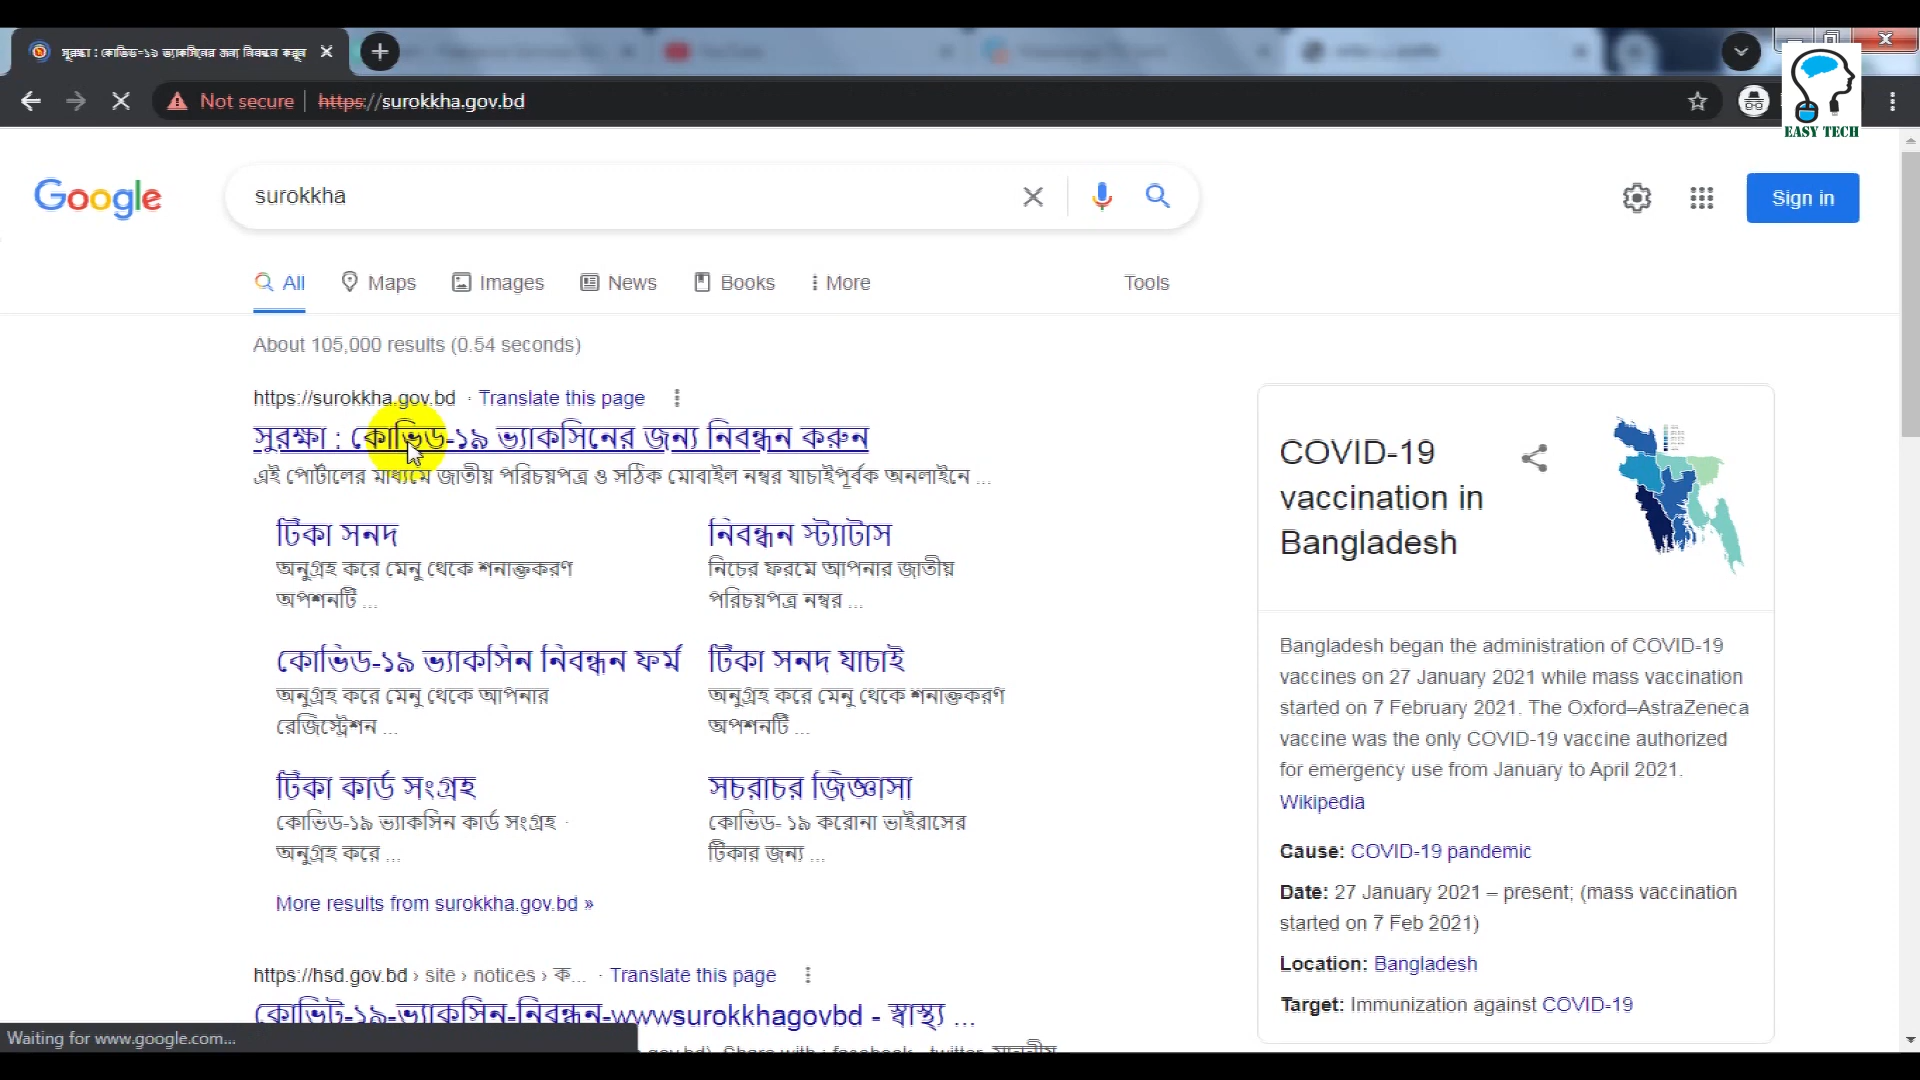 সুরক্ষা : কোভিড-১৯ ভ্যাকসিনের জন্য নিবন্ধন করুন
Not secure https://surokkha.gov.bd
EASY TECH
Google
surokkha
Sign in
All Maps Images News Books More Tools
About 105,000 results (0.54 seconds)
https://surokkha.gov.bd · Translate this page
সুরক্ষা : কোভিড-১৯ ভ্যাকসিনের জন্য নিবন্ধন করুন
এই পোর্টালের মাধ্যমে জাতীয় পরিচয়পত্র ও সঠিক মোবাইল নম্বর যাচাইপূর্বক অনলাইনে ...
টিকা সনদ
অনুগ্রহ করে মেনু থেকে শনাক্তকরণ
অপশনটি ...
নিবন্ধন স্ট্যাটাস
নিচের ফরমে আপনার জাতীয়
পরিচয়পত্র নম্বর ...
কোভিড-১৯ ভ্যাকসিন নিবন্ধন ফর্ম
অনুগ্রহ করে মেনু থেকে আপনার
রেজিস্ট্রেশন ...
টিকা সনদ যাচাই
অনুগ্রহ করে মেনু থেকে শনাক্তকরণ
অপশনটি ...
টিকা কার্ড সংগ্রহ
কোভিড-১৯ ভ্যাকসিন কার্ড সংগ্রহ ·
অনুগ্রহ করে ...
সচরাচর জিজ্ঞাসা
কোভিড- ১৯ করোনা ভাইরাসের
টিকার জন্য ...
More results from surokkha.gov.bd »
https://hsd.gov.bd › site › notices › ক... · Translate this page
কোভিট-১৯-ভ্যাকসিন-নিবন্ধন-wwwsurokkhagovbd - স্বাস্থ্য ...
COVID-19
vaccination in
Bangladesh
Bangladesh began the administration of COVID-19
vaccines on 27 January 2021 while mass vaccination
started on 7 February 2021. The Oxford–AstraZeneca
vaccine was the only COVID-19 vaccine authorized
for emergency use from January to April 2021.
Wikipedia
Cause: COVID-19 pandemic
Date: 27 January 2021 – present; (mass vaccination
started on 7 Feb 2021)
Location: Bangladesh
Target: Immunization against COVID-19
Waiting for www.google.com...